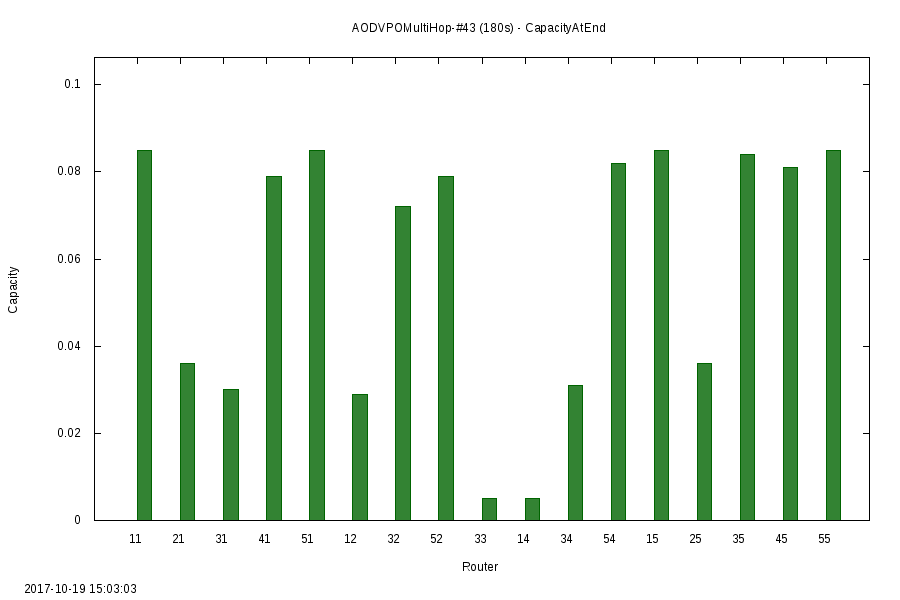 AODVPOMultiHop-#43 (180s) - CapacityAtEnd
0.1
0.08
0.06
0.04
0.02
0
Capacity
11 21 31 41 51 12 32 52 33 14 34 54 15 25 35 45 55
Router
2017-10-19 15:03:03